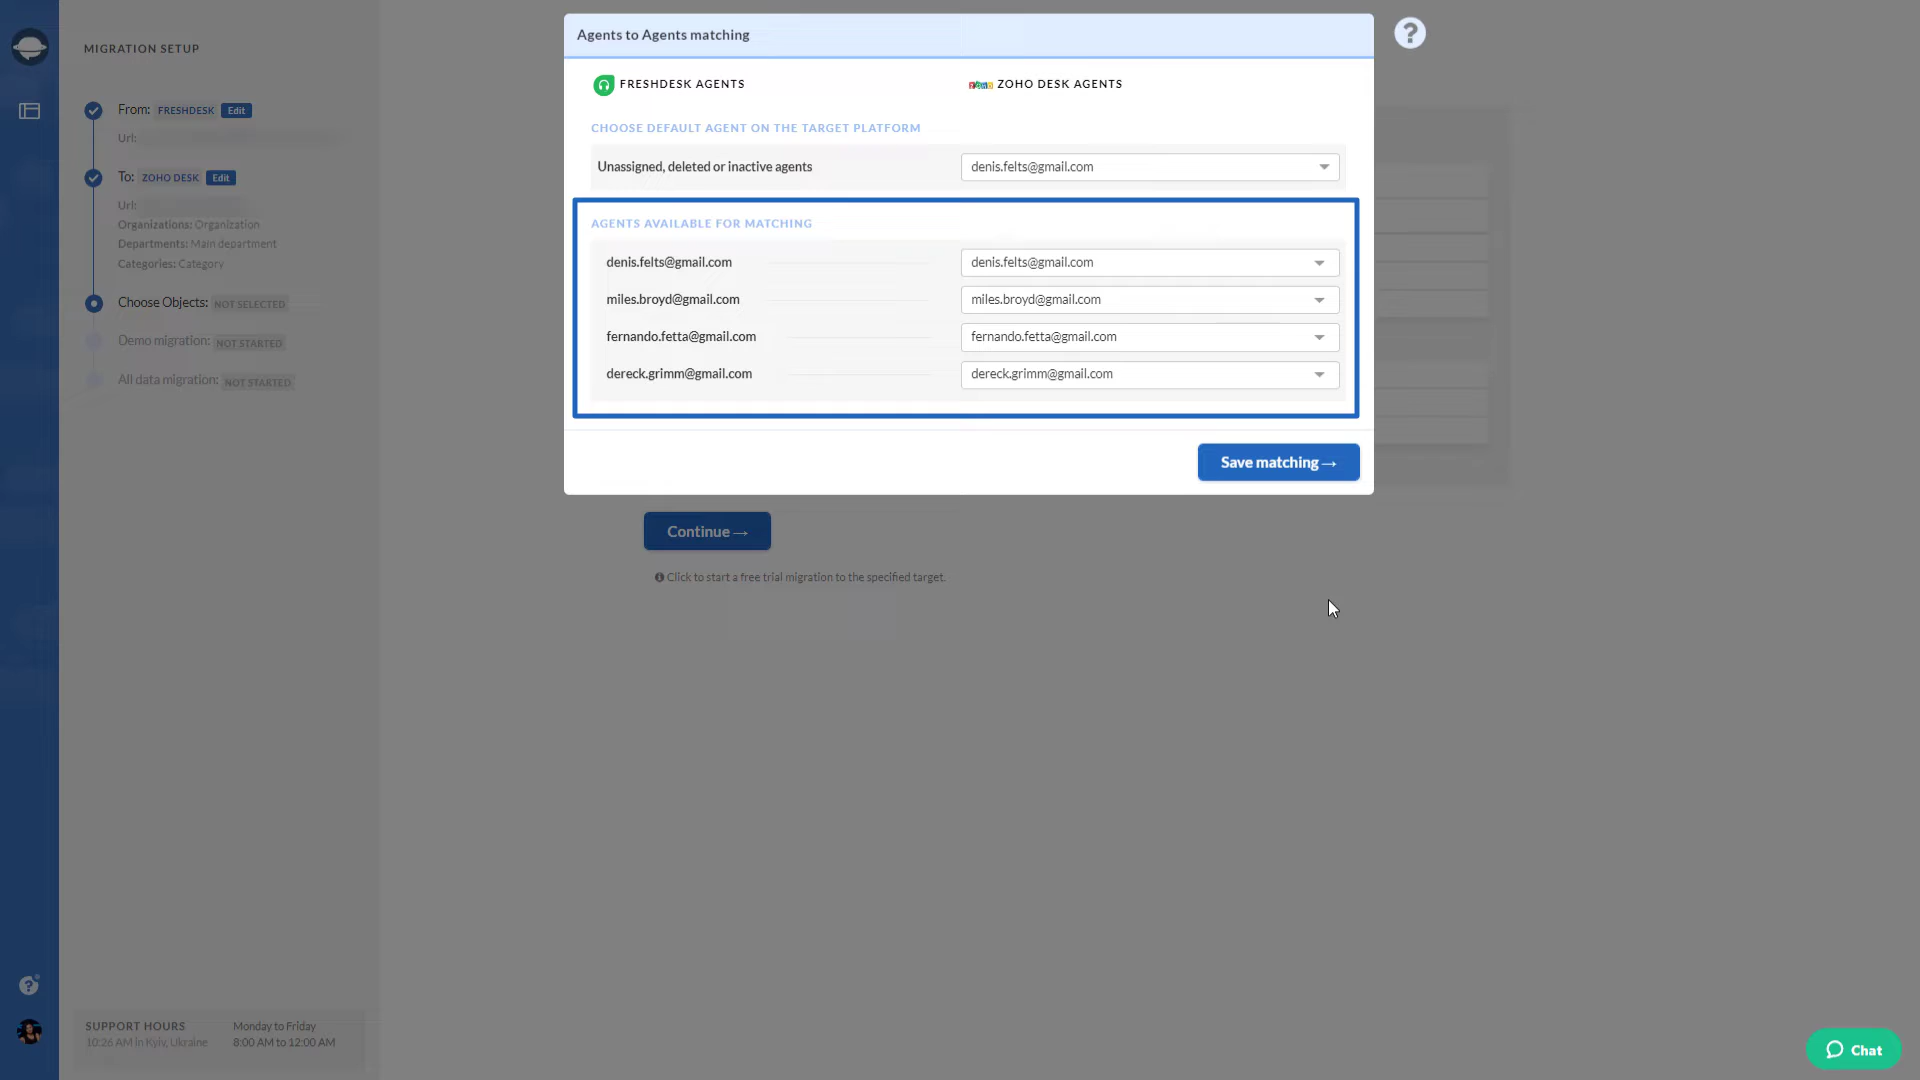 MIGRATION SETUP
From: FRESHDESK Edit
Url:
To: ZOHO DESK Edit
Url:
Organizations: Organization
Departments: Main department
Categories: Category
Choose Objects: NOT SELECTED
Demo migration: NOT STARTED
All data migration: NOT STARTED
SUPPORT HOURS
10:26 AM in Kyiv, Ukraine
Monday to Friday
8:00 AM to 12:00 AM
Agents to Agents matching
?
FRESHDESK AGENTS
ZOHO DESK AGENTS
CHOOSE DEFAULT AGENT ON THE TARGET PLATFORM
Unassigned, deleted or inactive agents denis.felts@gmail.com
AGENTS AVAILABLE FOR MATCHING
denis.felts@gmail.com denis.felts@gmail.com
miles.broyd@gmail.com miles.broyd@gmail.com
fernando.fetta@gmail.com fernando.fetta@gmail.com
dereck.grimm@gmail.com dereck.grimm@gmail.com
Save matching→
Continue→
Click to start a free trial migration to the specified target.
?
Chat